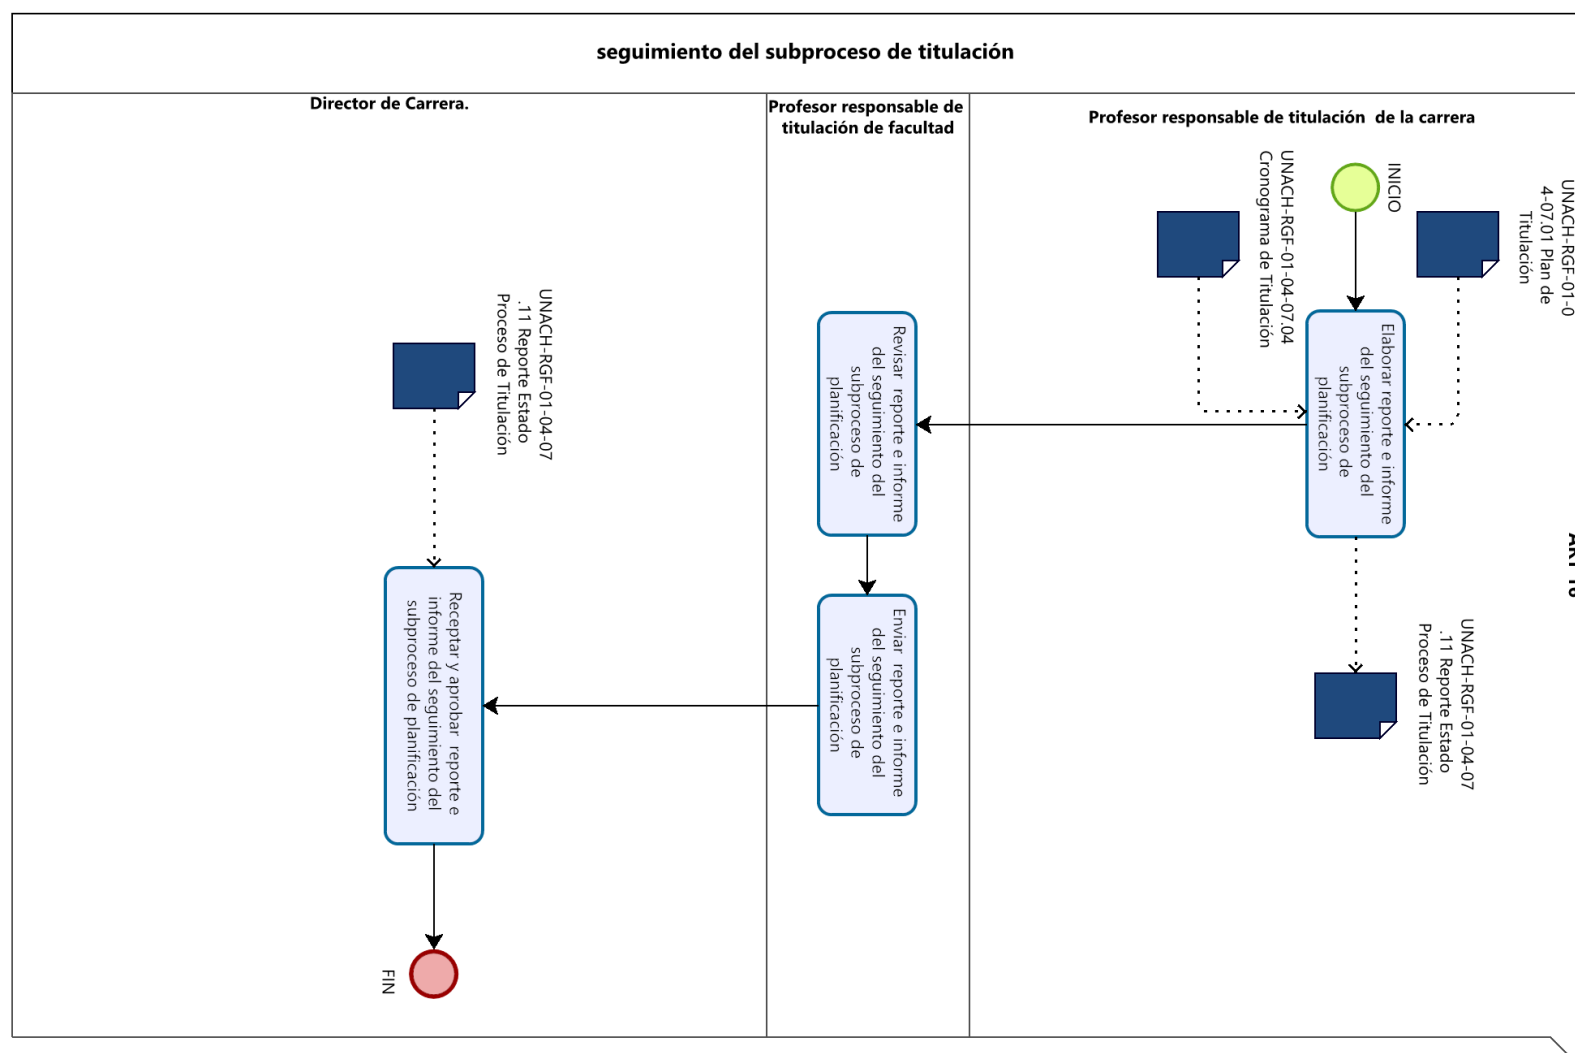 seguimiento del subproceso de titulación
Director de Carrera.
Profesor responsable de
titulación de facultad
Profesor responsable de titulación  de la carrera
INICIO
UNACH-RGF-01-0
4-07.01 Plan de
Titulación
UNACH-RGF-01-04-07.04
Cronograma de Titulación
Elaborar reporte e informe
del seguimiento del
subproceso de
planificación
UNACH-RGF-01-04-07
.11 Reporte Estado
Proceso de Titulación
Revisar  reporte e informe
del seguimiento del
subproceso de
planificación
Enviar  reporte e informe
del seguimiento del
subproceso de
planificación
UNACH-RGF-01-04-07
.11 Reporte Estado
Proceso de Titulación
Receptar y aprobar  reporte e
informe del seguimiento del
subproceso de planificación
FIN